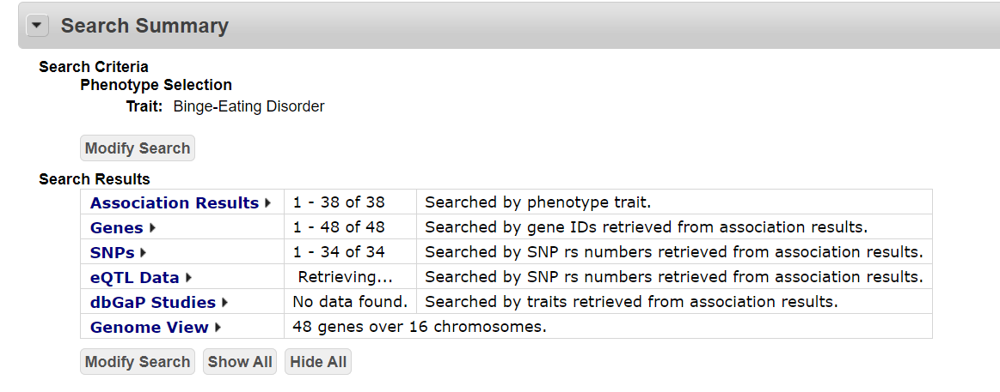 Search Summary
Search Criteria
Phenotype Selection
Trait: Binge-Eating Disorder
Modify Search
Search Results
Association Results 1 - 38 of 38 Searched by phenotype trait.
Genes 1 - 48 of 48 Searched by gene IDs retrieved from association results.
SNPs 1 - 34 of 34 Searched by SNP rs numbers retrieved from association results.
eQTL Data Retrieving... Searched by SNP rs numbers retrieved from association results.
dbGaP Studies No data found. Searched by traits retrieved from association results.
Genome View 48 genes over 16 chromosomes.
Modify Search Show All Hide All